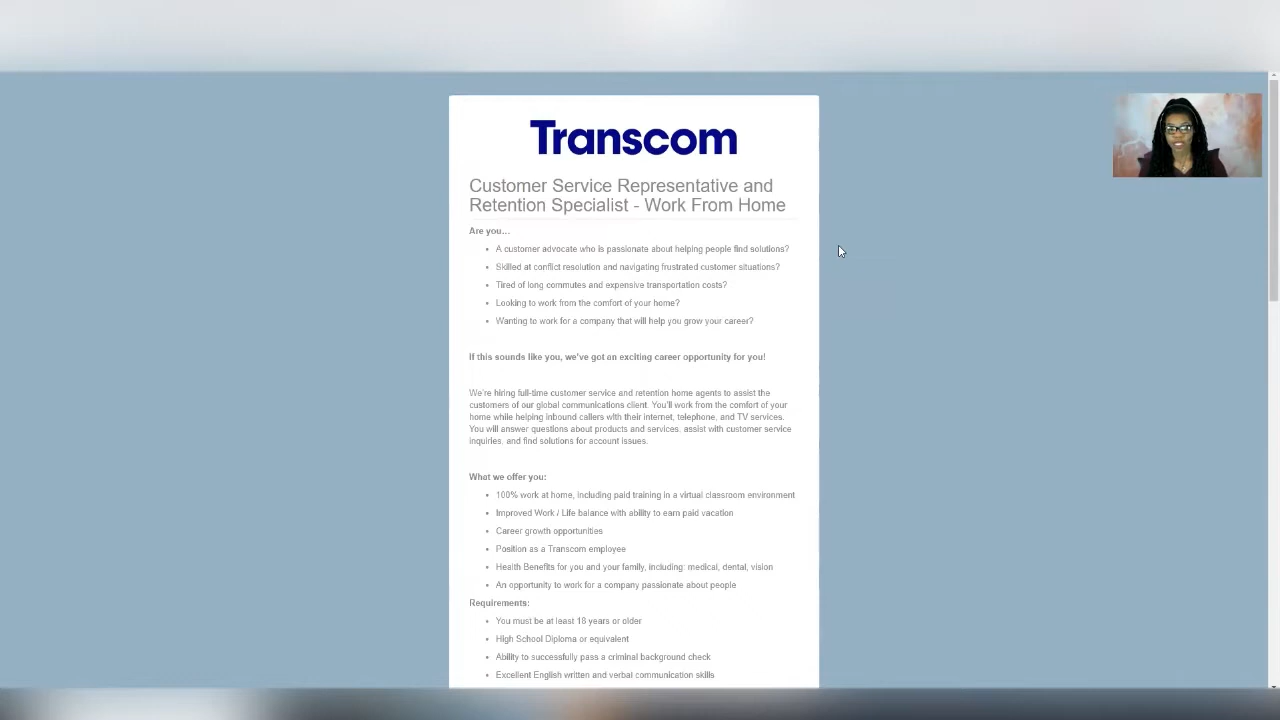 Transcom
Customer Service Representative and
Retention Specialist - Work From Home
Are you...
• A customer advocate who is passionate about helping people find solutions?
• Skilled at conflict resolution and navigating frustrated customer situations?
• Tired of long commutes and expensive transportation costs?
• Looking to work from the comfort of your home?
• Wanting to work for a company that will help you grow your career?
If this sounds like you, we've got an exciting career opportunity for you!
We're hiring full-time customer service and retention home agents to assist the
customers of our global communications client. You'll work from the comfort of your
home while helping inbound callers with their internet, telephone, and TV services.
You will answer questions about products and services, assist with customer service
inquiries, and find solutions for account issues.
What we offer you:
• 100% work at home, including paid training in a virtual classroom environment
• Improved Work / Life balance with ability to earn paid vacation
• Career growth opportunities
• Position as a Transcom employee
• Health Benefits for you and your family, including: medical, dental, vision
• An opportunity to work for a company passionate about people
Requirements:
• You must be at least 18 years or older
• High School Diploma or equivalent
• Ability to successfully pass a criminal background check
• Excellent English written and verbal communication skills